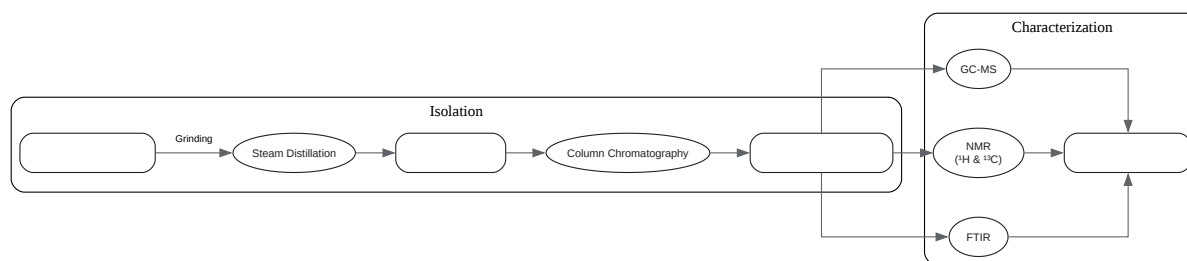 Characterization
GC-MS
Isolation
Grinding
Steam Distillation
Column Chromatography
NMR
(¹H & ¹³C)
FTIR